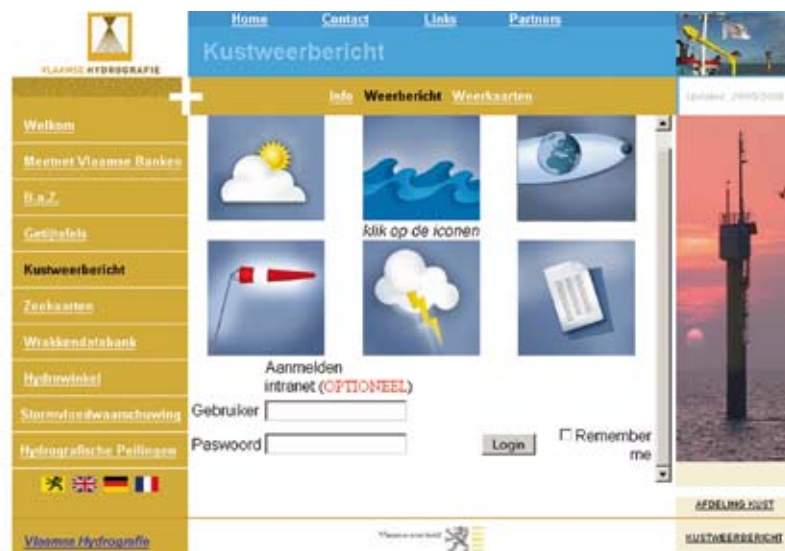 Home Contact Links Partners
Kustweerbericht
VLAAMSE HYDROGRAFIE
Info Weerbericht Weerkaarten
Welkom
Meetnet Vlaamse Banken
B.a.Z.
Getijtafels
Kustweerbericht
Zeekaarten
Wrakkendatabank
Hydrowinkel
Stormvloedwaarschuwing
Hydrografische Peilingen
Vlaamse Hydrografie
klik op de iconen
Aanmelden
intranet (OPTIONEEL)
Gebruiker
Paswoord
Login
Remember
me
AFDELING KUST
KUSTWEERBERICHT